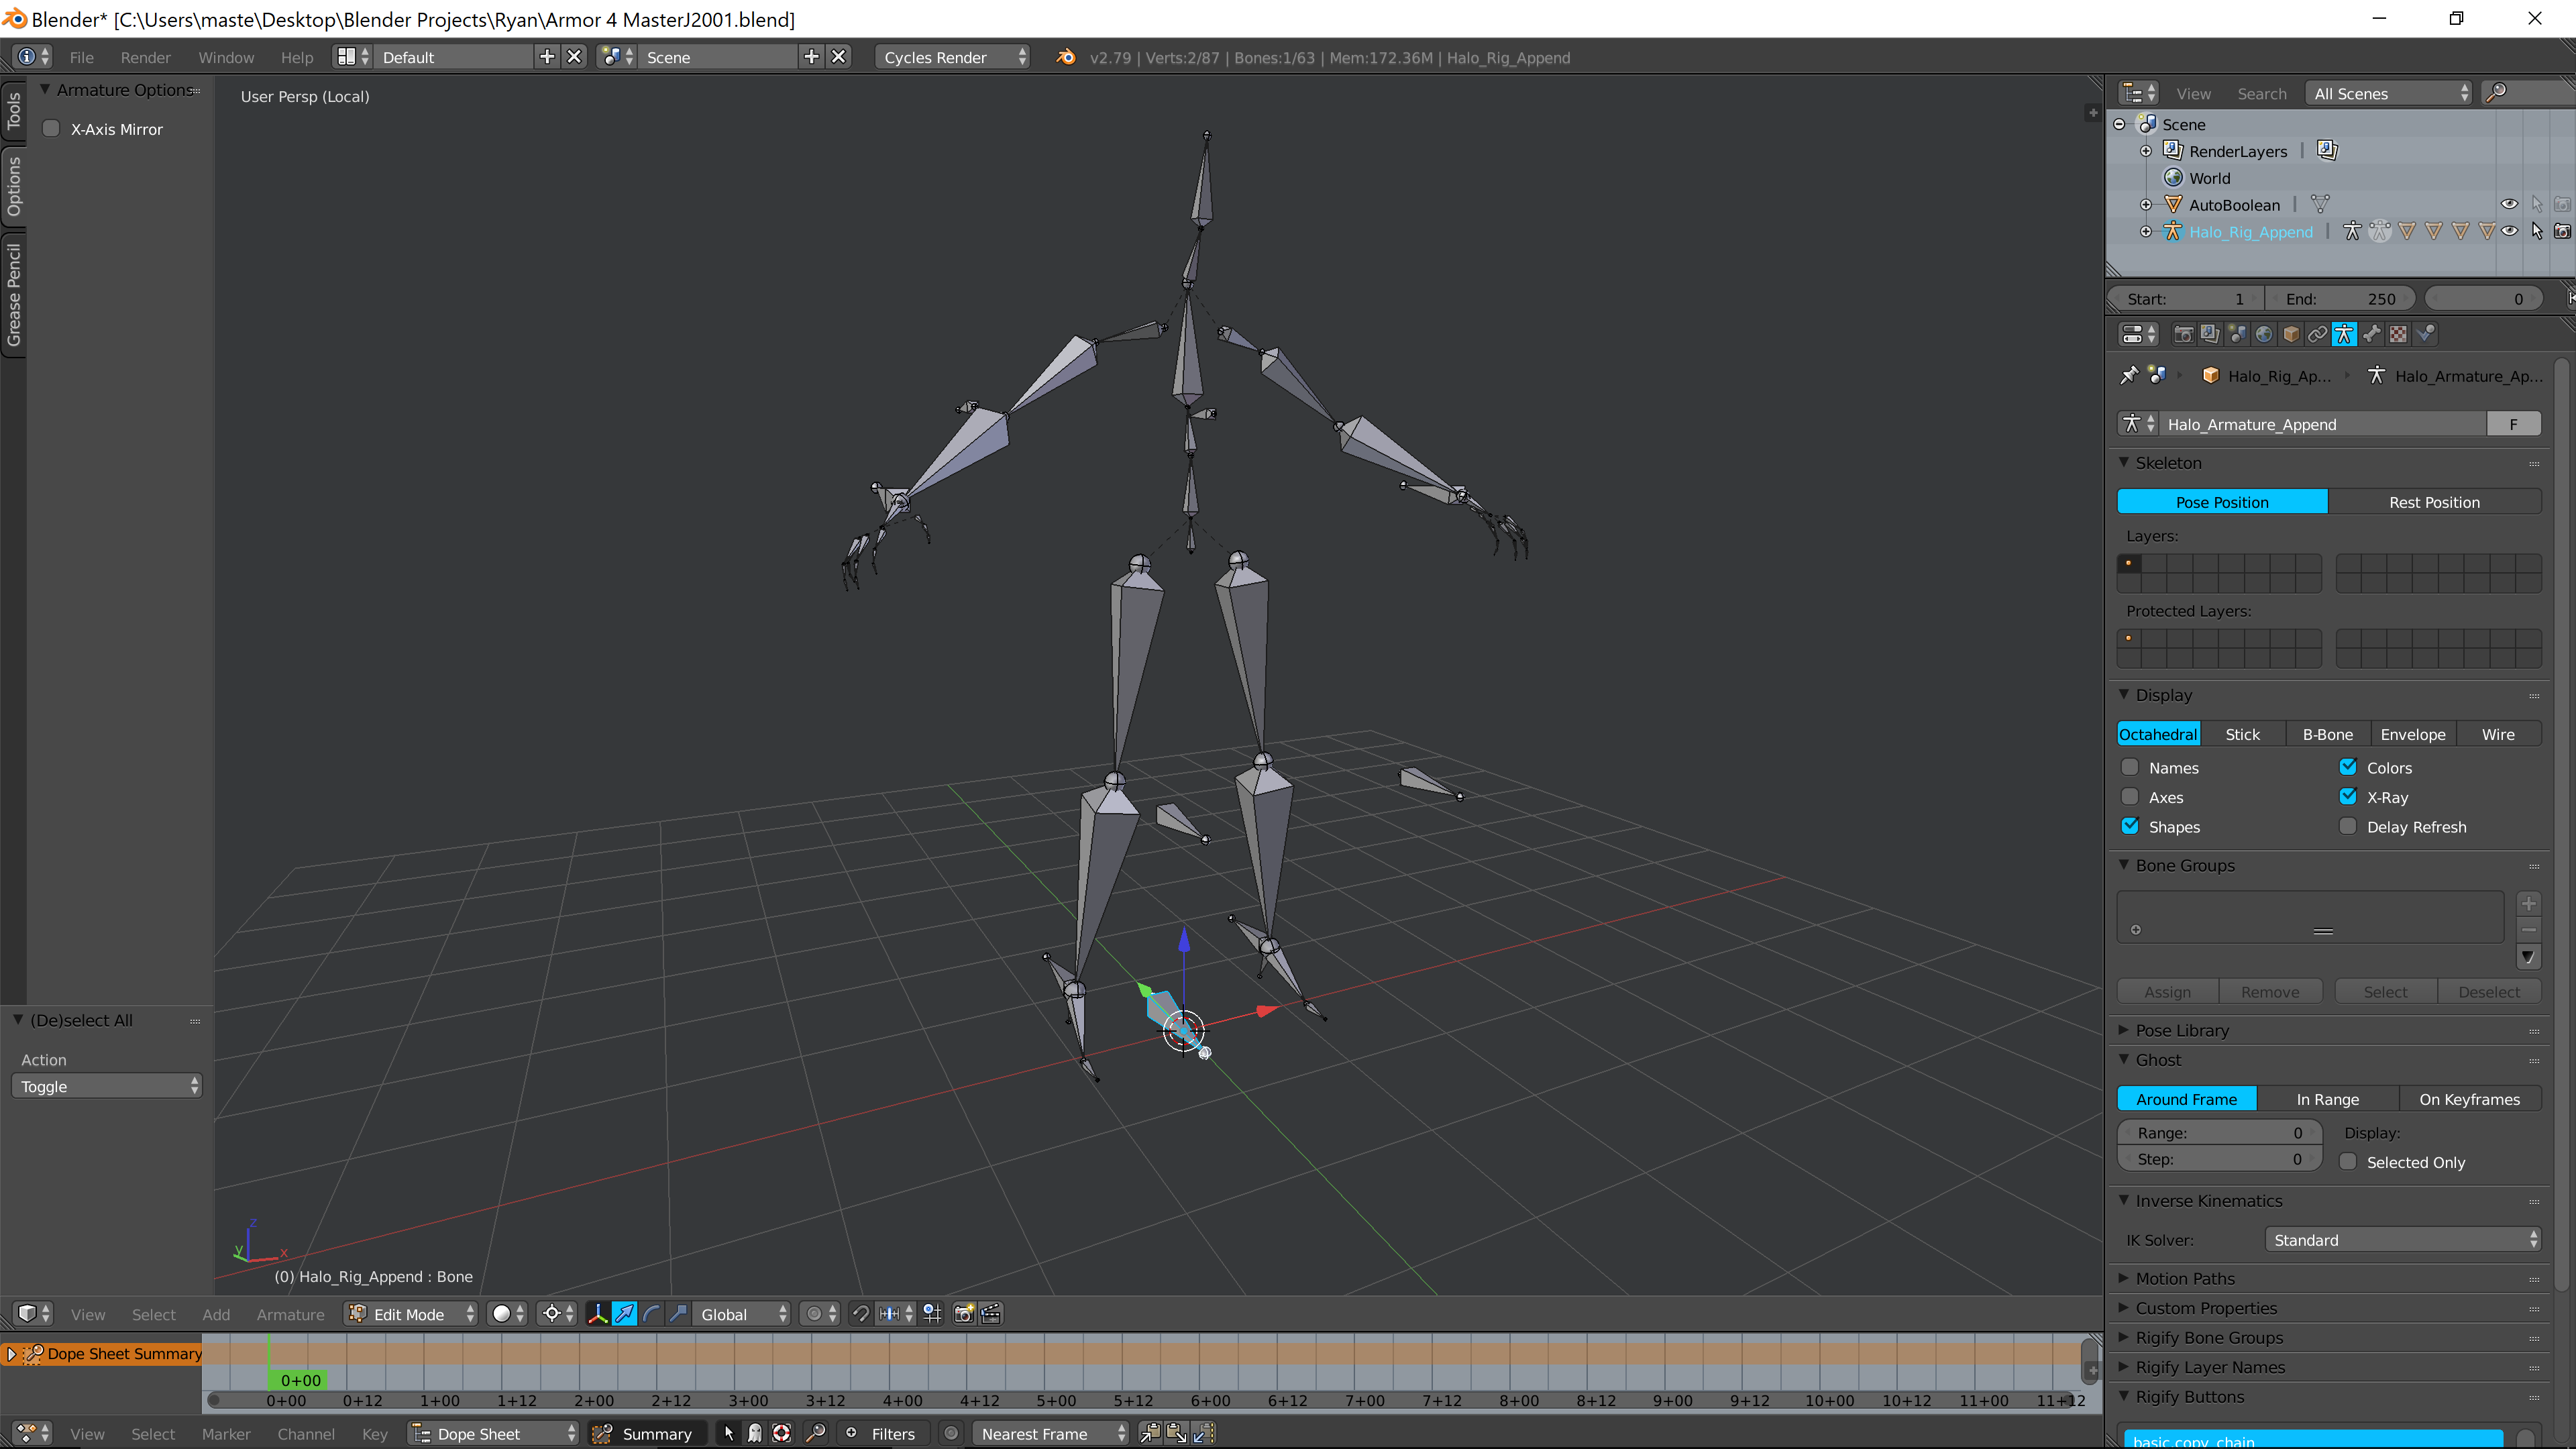 Blender* [C:\Users\maste\Desktop\Blender Projects\Ryan\Armor 4 MasterJ2001.blend]
File Render Window Help Default Scene Cycles Render v2.79 | Verts:2/87 | Bones:1/63 | Mem:172.36M | Halo_Rig_Append
Tools
Options
Grease Pencil
Armature Options
X-Axis Mirror
(De)select All
Action
Toggle
User Persp (Local)
z
y
x
(0) Halo_Rig_Append : Bone
View Select Add Armature Edit Mode Global
Dope Sheet Summary
0+00
0+00 0+12 1+00 1+12 2+00 2+12 3+00 3+12 4+00 4+12 5+00 5+12 6+00 6+12 7+00 7+12 8+00 8+12 9+00 9+12 10+00 10+12 11+00 11+12
View Select Marker Channel Key Dope Sheet Summary Filters Nearest Frame
View Search All Scenes
Scene
RenderLayers
World
AutoBoolean
Halo_Rig_Append
Start: 1 End: 250 0
Halo_Rig_Ap... Halo_Armature_Ap...
Halo_Armature_Append F
Skeleton
Pose Position Rest Position
Layers:
Protected Layers:
Display
Octahedral Stick B-Bone Envelope Wire
Names Colors
Axes X-Ray
Shapes Delay Refresh
Bone Groups
Assign Remove Select Deselect
Pose Library
Ghost
Around Frame In Range On Keyframes
Range: 0 Display:
Step: 0 Selected Only
Inverse Kinematics
IK Solver: Standard
Motion Paths
Custom Properties
Rigify Bone Groups
Rigify Layer Names
Rigify Buttons
basic.copy_chain